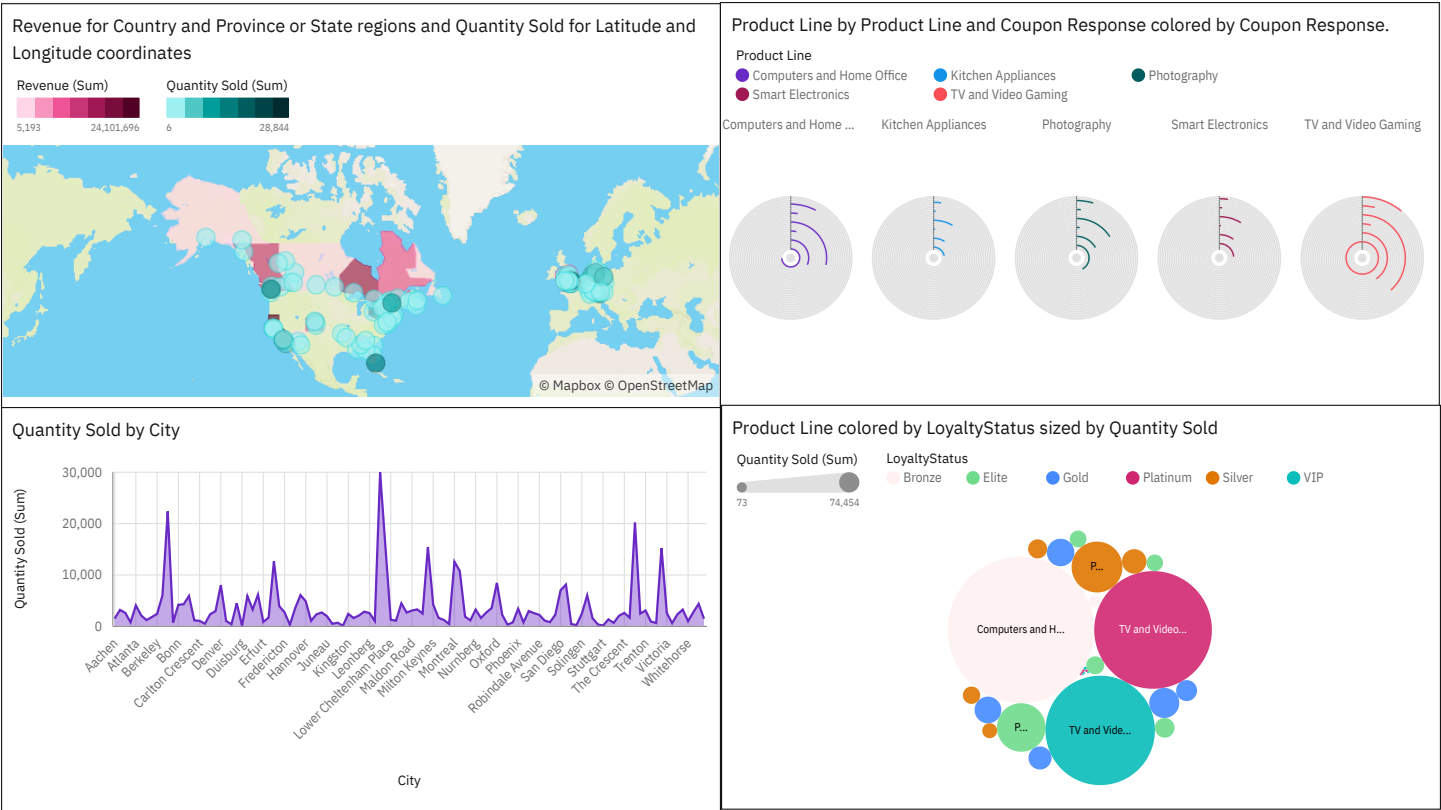 Revenue for Country and Province or State regions and Quantity Sold for Latitude and
Longitude coordinates
Revenue (Sum)
Quantity Sold (Sum)
5,193
24,101,696
6
28,844
© Mapbox © OpenStreetMap
Product Line by Product Line and Coupon Response colored by Coupon Response.
Product Line
Computers and Home Office
Kitchen Appliances
Photography
Smart Electronics
TV and Video Gaming
Computers and Home ...
Kitchen Appliances
Photography
Smart Electronics
TV and Video Gaming
Quantity Sold by City
Quantity Sold (Sum)
30,000
20,000
10,000
0
Aachen
Atlanta
Berkeley
Bonn
Carlton Crescent
Denver
Duisburg
Erfurt
Fredericton
Hannover
Juneau
Kingston
Leonberg
Lower Cheltenham Place
Maldon Road
Milton Keynes
Montreal
Nurnberg
Oxford
Phoenix
Robindale Avenue
San Diego
Solingen
Stuttgart
The Crescent
Trenton
Victoria
Whitehorse
City
Product Line colored by LoyaltyStatus sized by Quantity Sold
Quantity Sold (Sum)
73
74,454
LoyaltyStatus
Bronze
Elite
Gold
Platinum
Silver
VIP
P...
Computers and H...
TV and Video...
P...
TV and Vide...